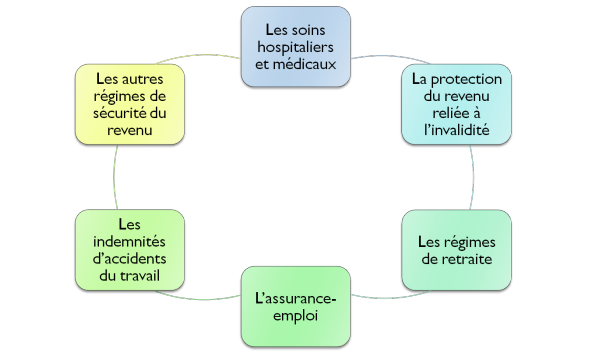 Les soins
hospitaliers
et médicaux
La protection
du revenu
reliée à
l'invalidité
Les régimes
de retraite
L'assurance-
emploi
Les
indemnités
d'accidents
du travail
Les autres
régimes de
sécurité du
revenu